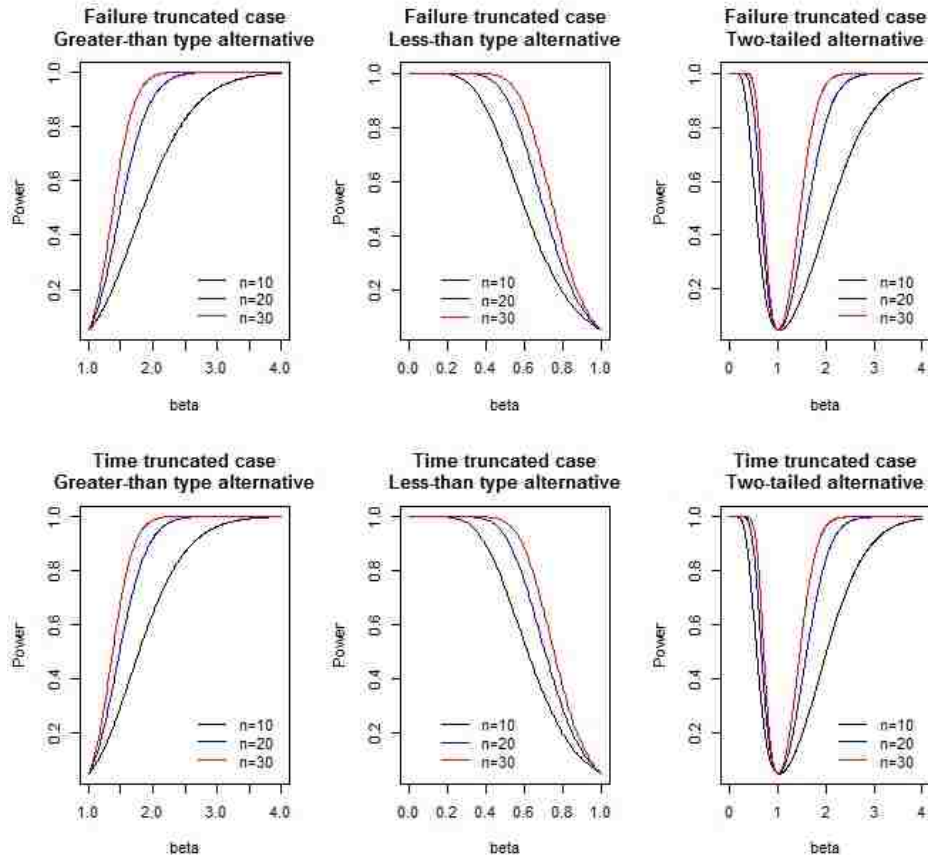 Failure truncated case
Greater-than type alternative
Power
0.2 0.4 0.6 0.8 1.0
n=10
n=20
n=30
1.0 2.0 3.0 4.0
beta
Failure truncated case
Less-than type alternative
Power
0.2 0.4 0.6 0.8 1.0
n=10
n=20
n=30
0.0 0.2 0.4 0.6 0.8 1.0
beta
Failure truncated case
Two-tailed alternative
Power
0.2 0.4 0.6 0.8 1.0
n=10
n=20
n=30
0 1 2 3 4
beta
Time truncated case
Greater-than type alternative
Power
0.2 0.4 0.6 0.8 1.0
n=10
n=20
n=30
1.0 2.0 3.0 4.0
beta
Time truncated case
Less-than type alternative
Power
0.2 0.4 0.6 0.8 1.0
n=10
n=20
n=30
0.0 0.2 0.4 0.6 0.8 1.0
beta
Time truncated case
Two-tailed alternative
Power
0.2 0.4 0.6 0.8 1.0
n=10
n=20
n=30
0 1 2 3 4
beta